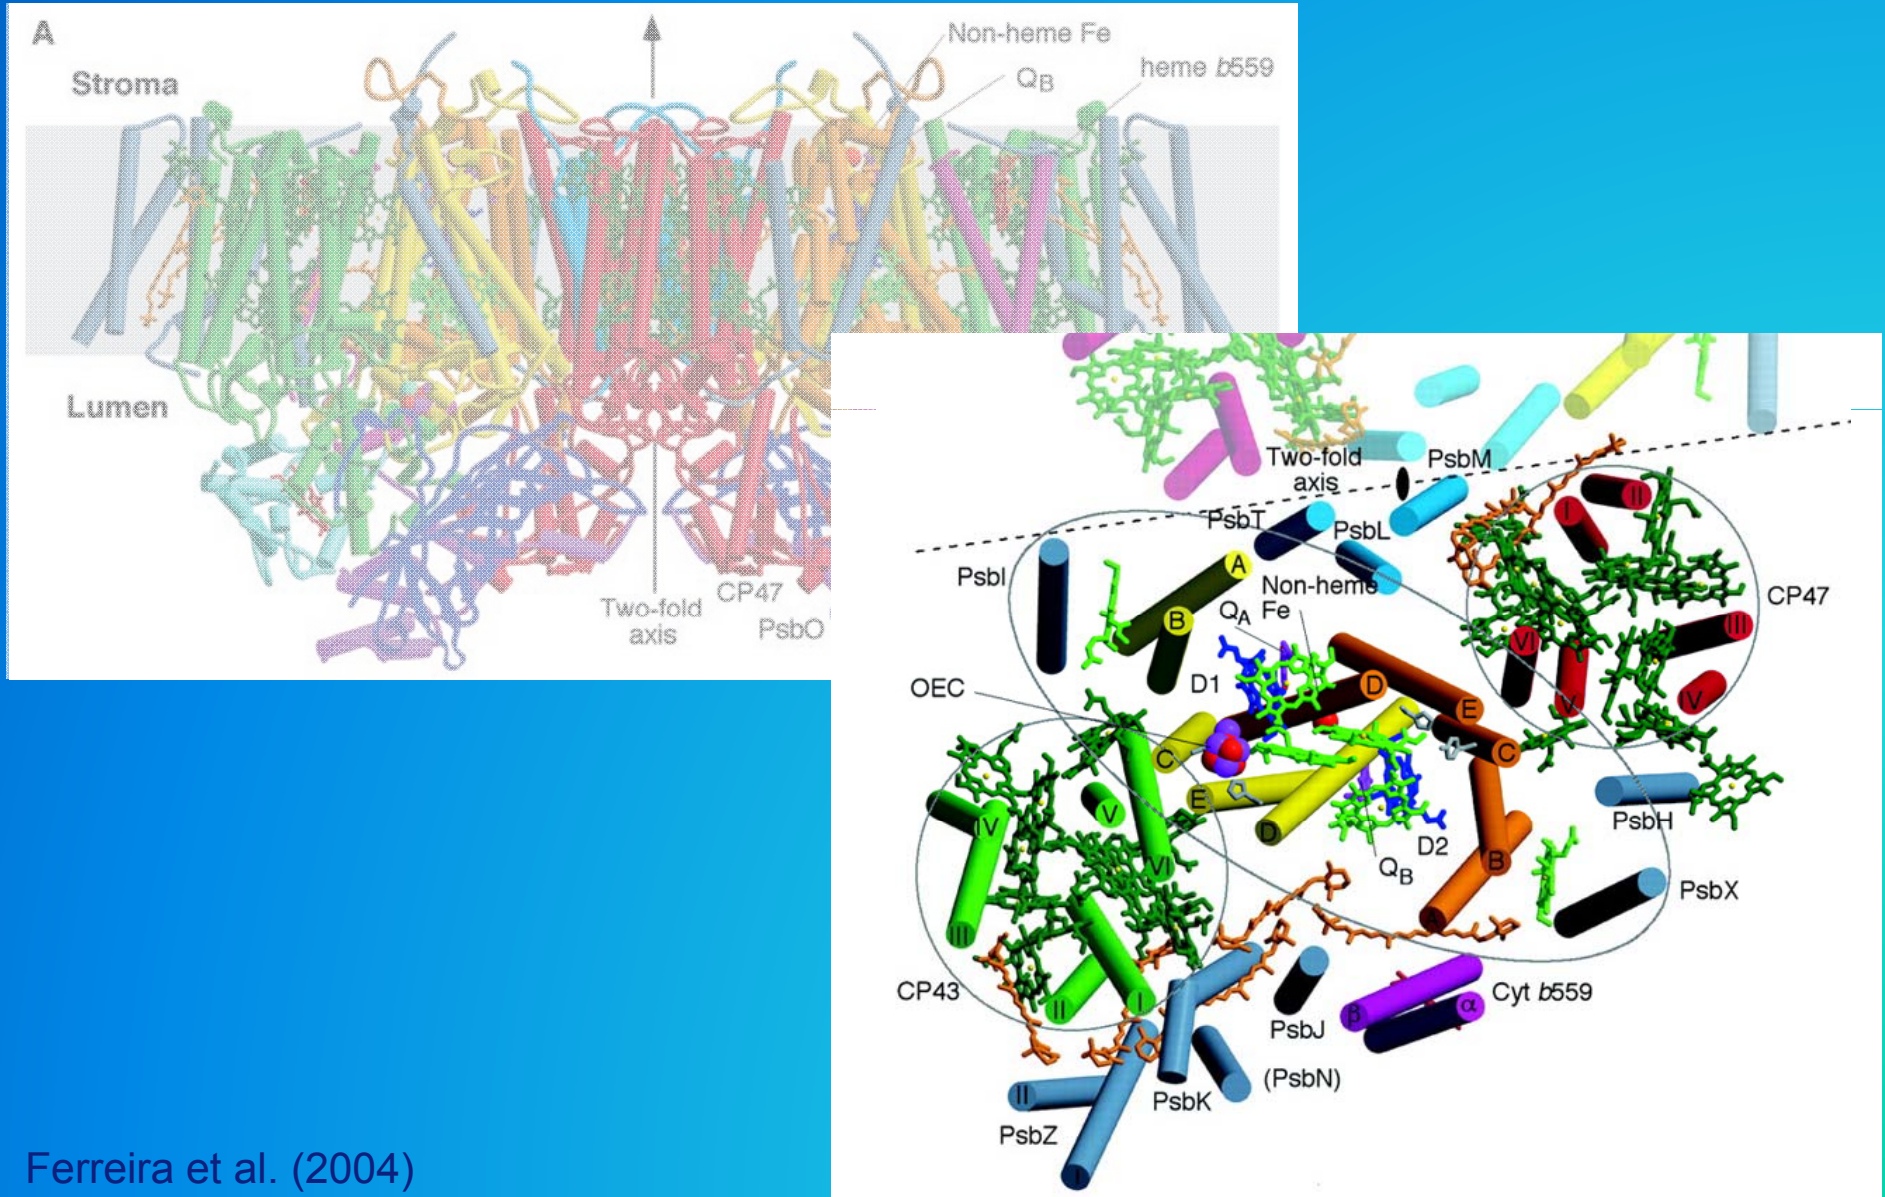 A
Stroma
Non-heme Fe
QB
heme b559
Lumen
Two-fold
axis
CP47
PsbO
Two-fold
axis
PsbM
PsbT
PsbL
PsbI
A
B
Non-heme
Fe
QA
D1
OEC
D
E
C
C
E
D
D2
QB
B
A
I
II
III
VI
V
IV
CP47
PsbH
PsbX
IV
V
VI
III
II
I
CP43
PsbJ
β
α
Cyt b559
(PsbN)
PsbK
II
PsbZ
I
Ferreira et al. (2004)